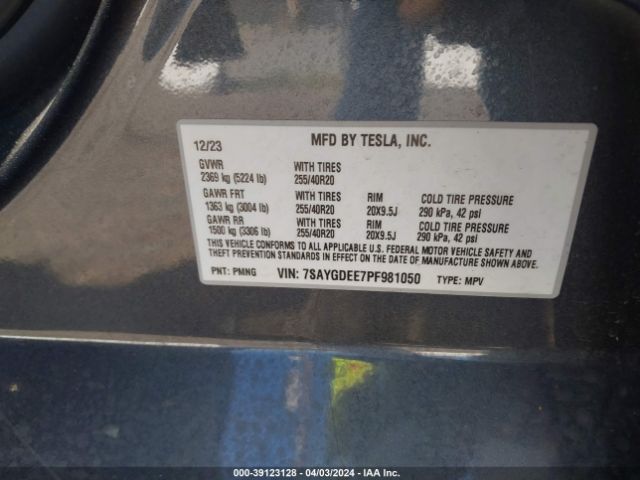 12/23 MFD BY TESLA, INC.
GVWR WITH TIRES
2369 kg (5224 lb) 255/40R20
GAWR FRT WITH TIRES RIM COLD TIRE PRESSURE
1363 kg (3004 lb) 255/40R20 20X9.5J 290 kPa, 42 psi
GAWR RR WITH TIRES RIM COLD TIRE PRESSURE
1500 kg (3306 lb) 255/40R20 20X9.5J 290 kPa, 42 psi
THIS VEHICLE CONFORMS TO ALL APPLICABLE U.S. FEDERAL MOTOR VEHICLE SAFETY AND
THEFT PREVENTION STANDARDS IN EFFECT ON THE DATE OF MANUFACTURE SHOWN ABOVE.
PNT: PMNG VIN: 7SAYGDEE7PF981050 TYPE: MPV
000-39123128 - 04/03/2024 - IAA Inc.